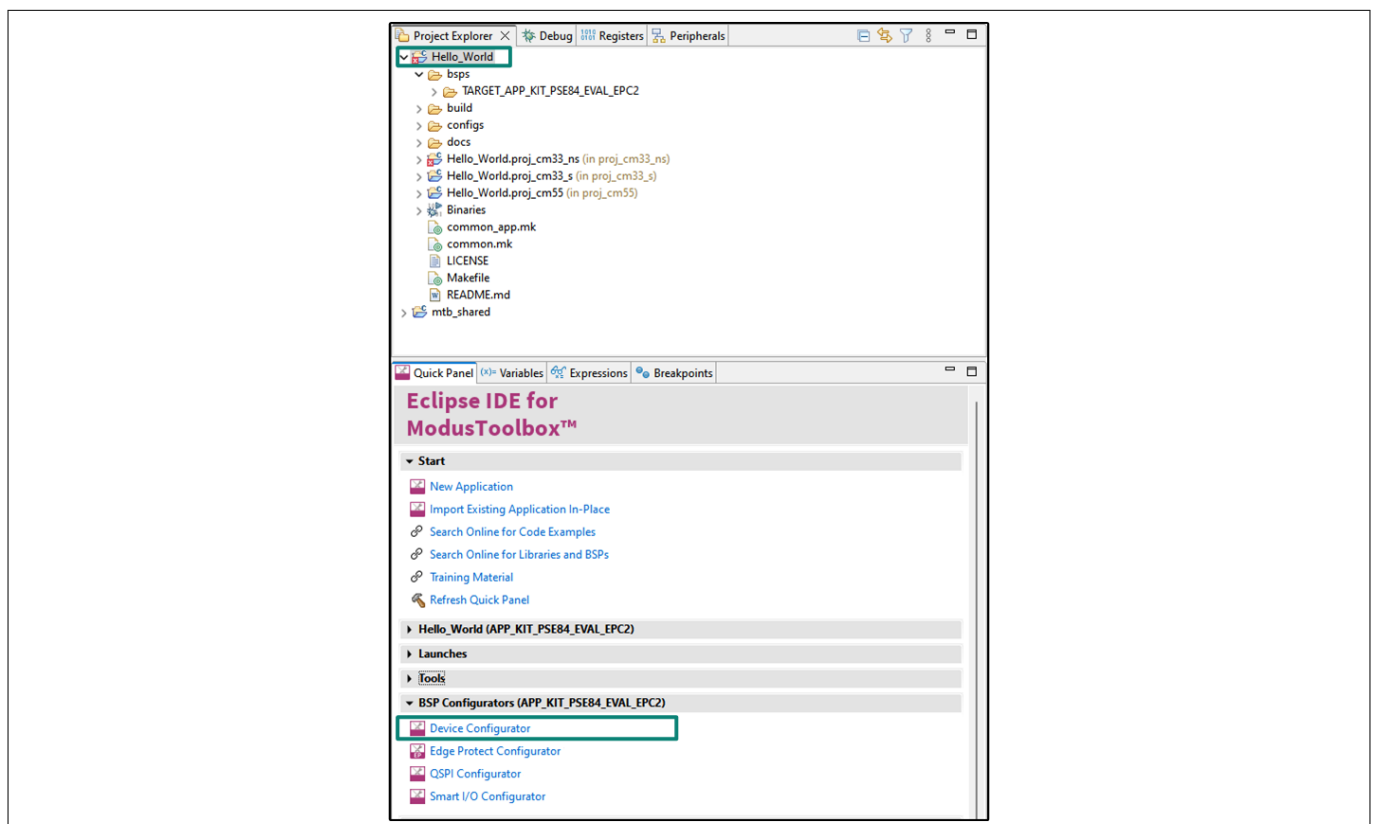 Project Explorer Debug Registers Peripherals
Hello_World
bsps
TARGET_APP_KIT_PSE84_EVAL_EPC2
build
configs
docs
Hello_World.proj_cm33_ns (in proj_cm33_ns)
Hello_World.proj_cm33_s (in proj_cm33_s)
Hello_World.proj_cm55 (in proj_cm55)
Binaries
common_app.mk
common.mk
LICENSE
Makefile
README.md
mtb_shared
Quick Panel (x)= Variables Expressions Breakpoints
Eclipse IDE for
ModusToolbox™
Start
New Application
Import Existing Application In-Place
Search Online for Code Examples
Search Online for Libraries and BSPs
Training Material
Refresh Quick Panel
Hello_World (APP_KIT_PSE84_EVAL_EPC2)
Launches
Tools
BSP Configurators (APP_KIT_PSE84_EVAL_EPC2)
Device Configurator
Edge Protect Configurator
QSPI Configurator
Smart I/O Configurator